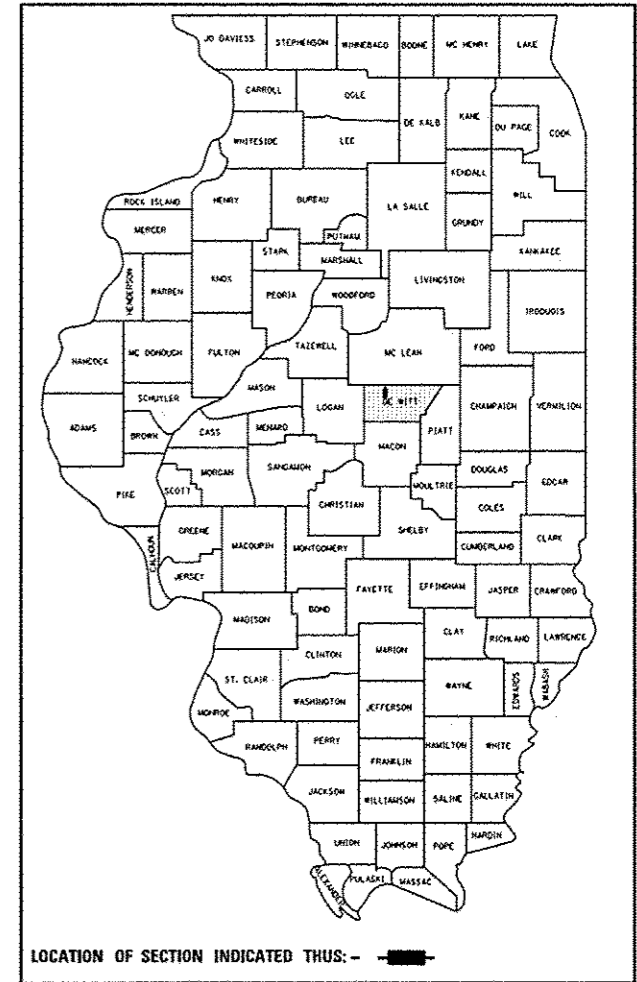 JO DAVIESS STEPHENSON WINNEBAGO BOONE MC HENRY LAKE
CARROLL OGLE DE KALB KANE DU PAGE COOK
WHITESIDE LEE
KENDALL WILL
ROCK ISLAND HENRY BUREAU LA SALLE GRUNDY
MERCER PUTNAM
STARK MARSHALL KANKAKEE
HENDERSON WARREN KNOX PEORIA WOODFORD LIVINGSTON IROQUOIS
HANCOCK MC DONOUGH FULTON TAZEWELL MC LEAN FORD
MASON
SCHUYLER LOGAN DE WITT CHAMPAIGN VERMILION
ADAMS BROWN CASS MENARD MACON PIATT
MORGAN SANGAMON DOUGLAS EDGAR
PIKE SCOTT MOULTRIE COLES
CHRISTIAN
GREENE MACOUPIN MONTGOMERY SHELBY CUMBERLAND CLARK
CALHOUN JERSEY
FAYETTE EFFINGHAM JASPER CRAWFORD
MADISON BOND
CLAY RICHLAND LAWRENCE
CLINTON MARION
ST. CLAIR WAYNE EDWARDS WABASH
MONROE WASHINGTON JEFFERSON
RANDOLPH PERRY HAMILTON WHITE
FRANKLIN
JACKSON WILLIAMSON SALINE GALLATIN
UNION JOHNSON POPE HARDIN
ALEXANDER PULASKI MASSAC
LOCATION OF SECTION INDICATED THUS: -